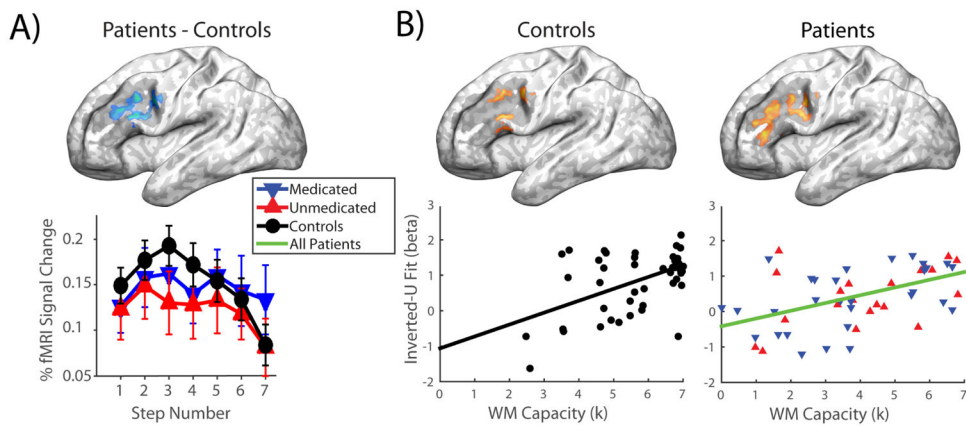 A)
Patients - Controls
Medicated
Unmedicated
Controls
All Patients
% fMRI Signal Change
0.2
0.15
0.1
0.05
1 2 3 4 5 6 7
Step Number
B)
Controls
Patients
Inverted-U Fit (beta)
3
2
1
0
-1
-2
0 1 2 3 4 5 6 7
WM Capacity (k)
3
2
1
0
-1
-2
0 1 2 3 4 5 6 7
WM Capacity (k)